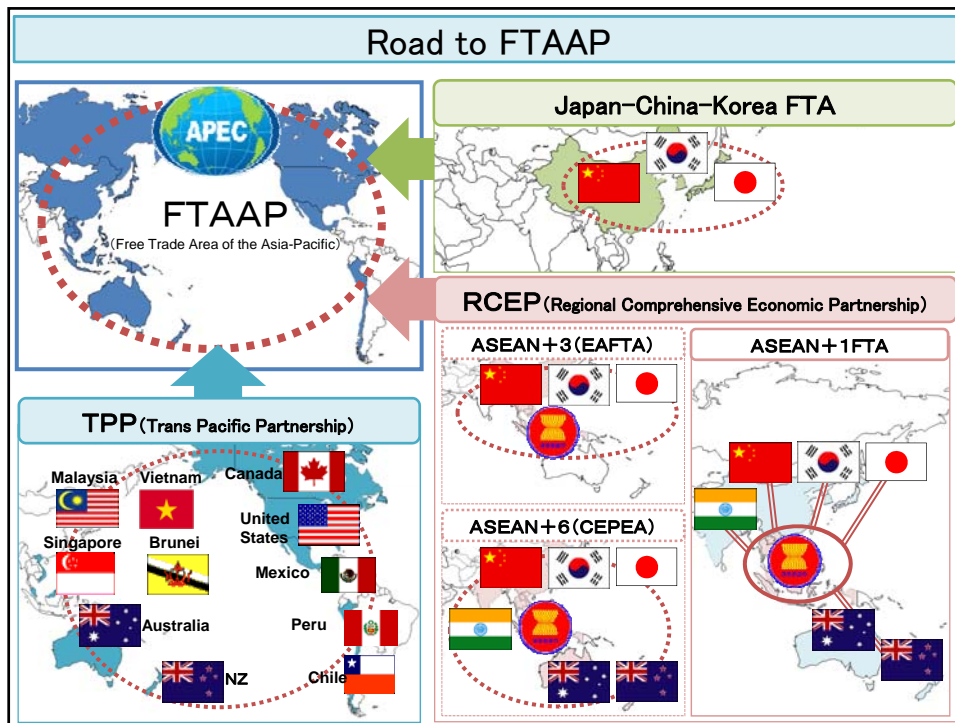 Road to FTAAP
APEC
FTAAP
(Free Trade Area of the Asia-Pacific)
Japan-China-Korea FTA
RCEP(Regional Comprehensive Economic Partnership)
ASEAN+3(EAFTA)
ASEAN+1FTA
ASEAN+6(CEPEA)
TPP(Trans Pacific Partnership)
Malaysia
Vietnam
Canada
Singapore
Brunei
United
States
Mexico
Australia
Peru
NZ
Chile